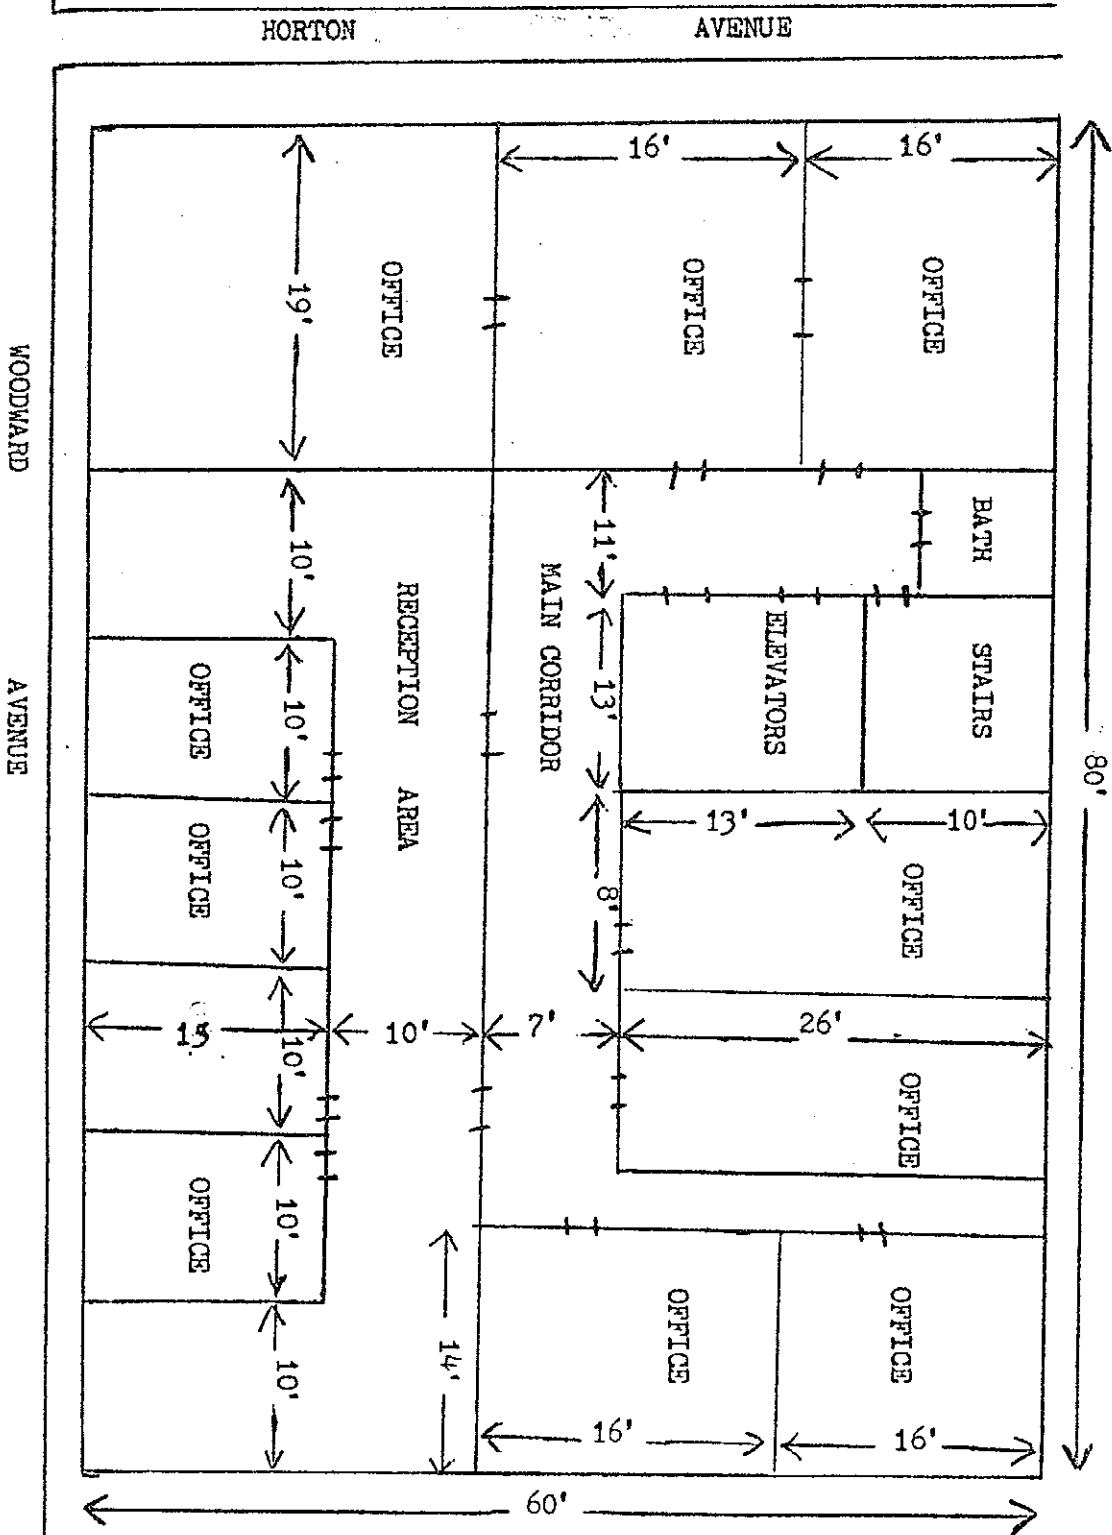 HORTON AVENUE
16' 16'
19'
OFFICE
OFFICE
OFFICE
WOODWARD AVENUE
80'
10'
11'
BATH
RECEPTION AREA
MAIN CORRIDOR
ELEVATORS
STAIRS
13'
OFFICE
10'
13' 10'
OFFICE
10'
8'
OFFICE
15 10' 7' 26'
10'
OFFICE
OFFICE
10'
14'
OFFICE
OFFICE
10'
16' 16'
60'